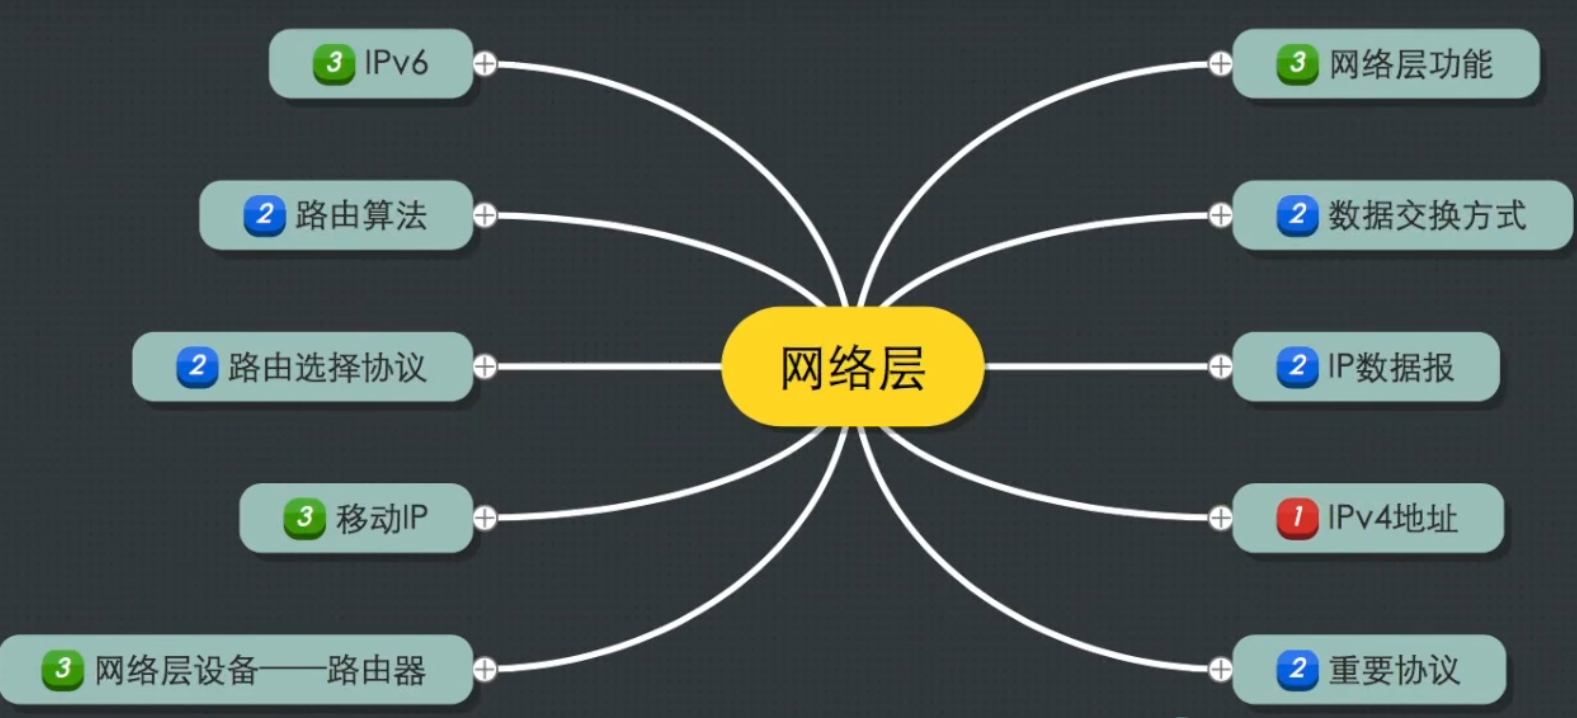 3 IPv6
2 路由算法
2 路由选择协议
3 移动IP
3 网络层设备——路由器
网络层
3 网络层功能
2 数据交换方式
2 IP数据报
1 IPv4地址
2 重要协议